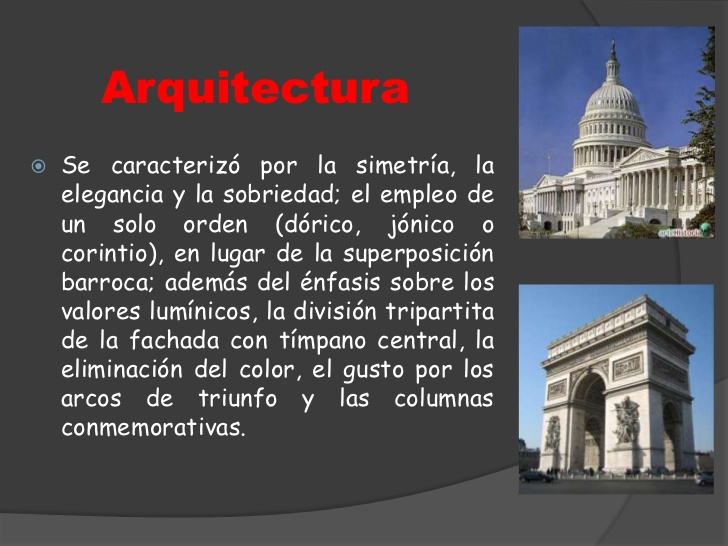 Arquitectura
Se caracterizó por la simetría, la
elegancia y la sobriedad; el empleo de
un solo orden (dórico, jónico o
corintio), en lugar de la superposición
barroca; además del énfasis sobre los
valores lumínicos, la división tripartita
de la fachada con tímpano central, la
eliminación del color, el gusto por los
arcos de triunfo y las columnas
conmemorativas.
arteHistoria